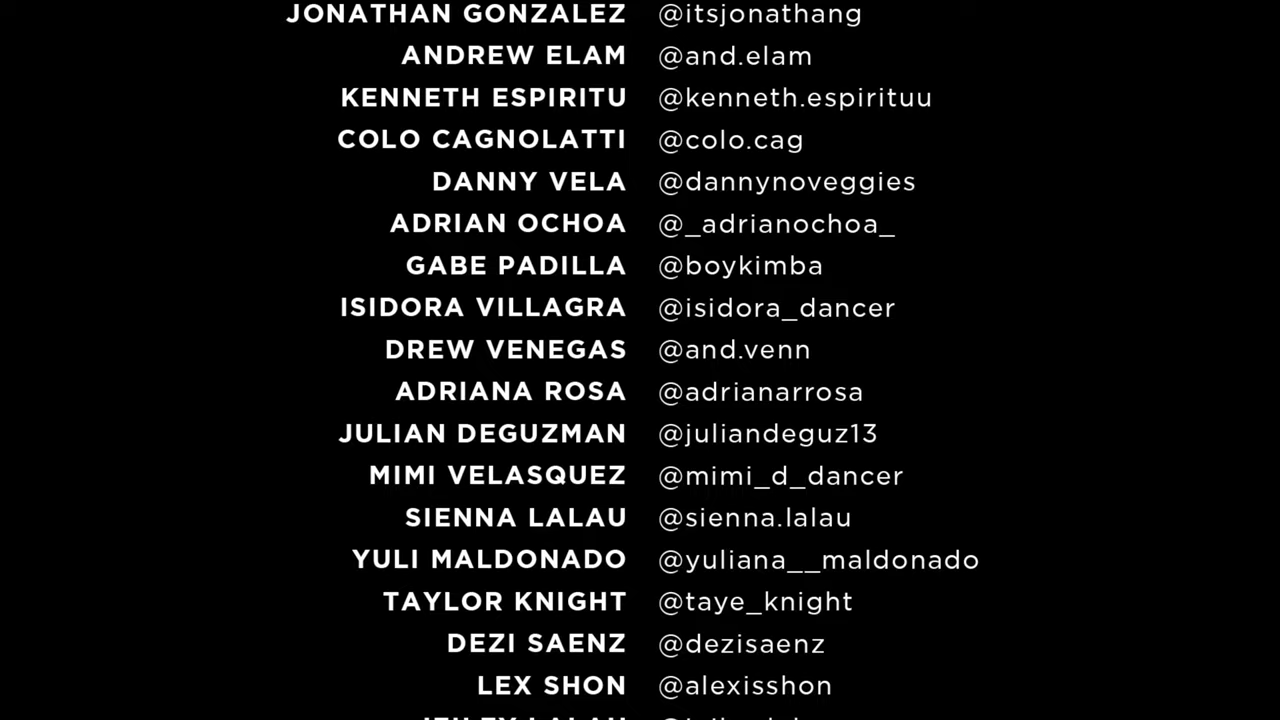 JONATHAN GONZALEZ @itsjonathang
ANDREW ELAM @and.elam
KENNETH ESPIRITU @kenneth.espirituu
COLO CAGNOLATTI @colo.cag
DANNY VELA @dannynoveggies
ADRIAN OCHOA @_adrianochoa_
GABE PADILLA @boykimba
ISIDORA VILLAGRA @isidora_dancer
DREW VENEGAS @and.venn
ADRIANA ROSA @adrianarrosa
JULIAN DEGUZMAN @juliandeguz13
MIMI VELASQUEZ @mimi_d_dancer
SIENNA LALAU @sienna.lalau
YULI MALDONADO @yuliana__maldonado
TAYLOR KNIGHT @taye_knight
DEZI SAENZ @dezisaenz
LEX SHON @alexisshon
LALAU